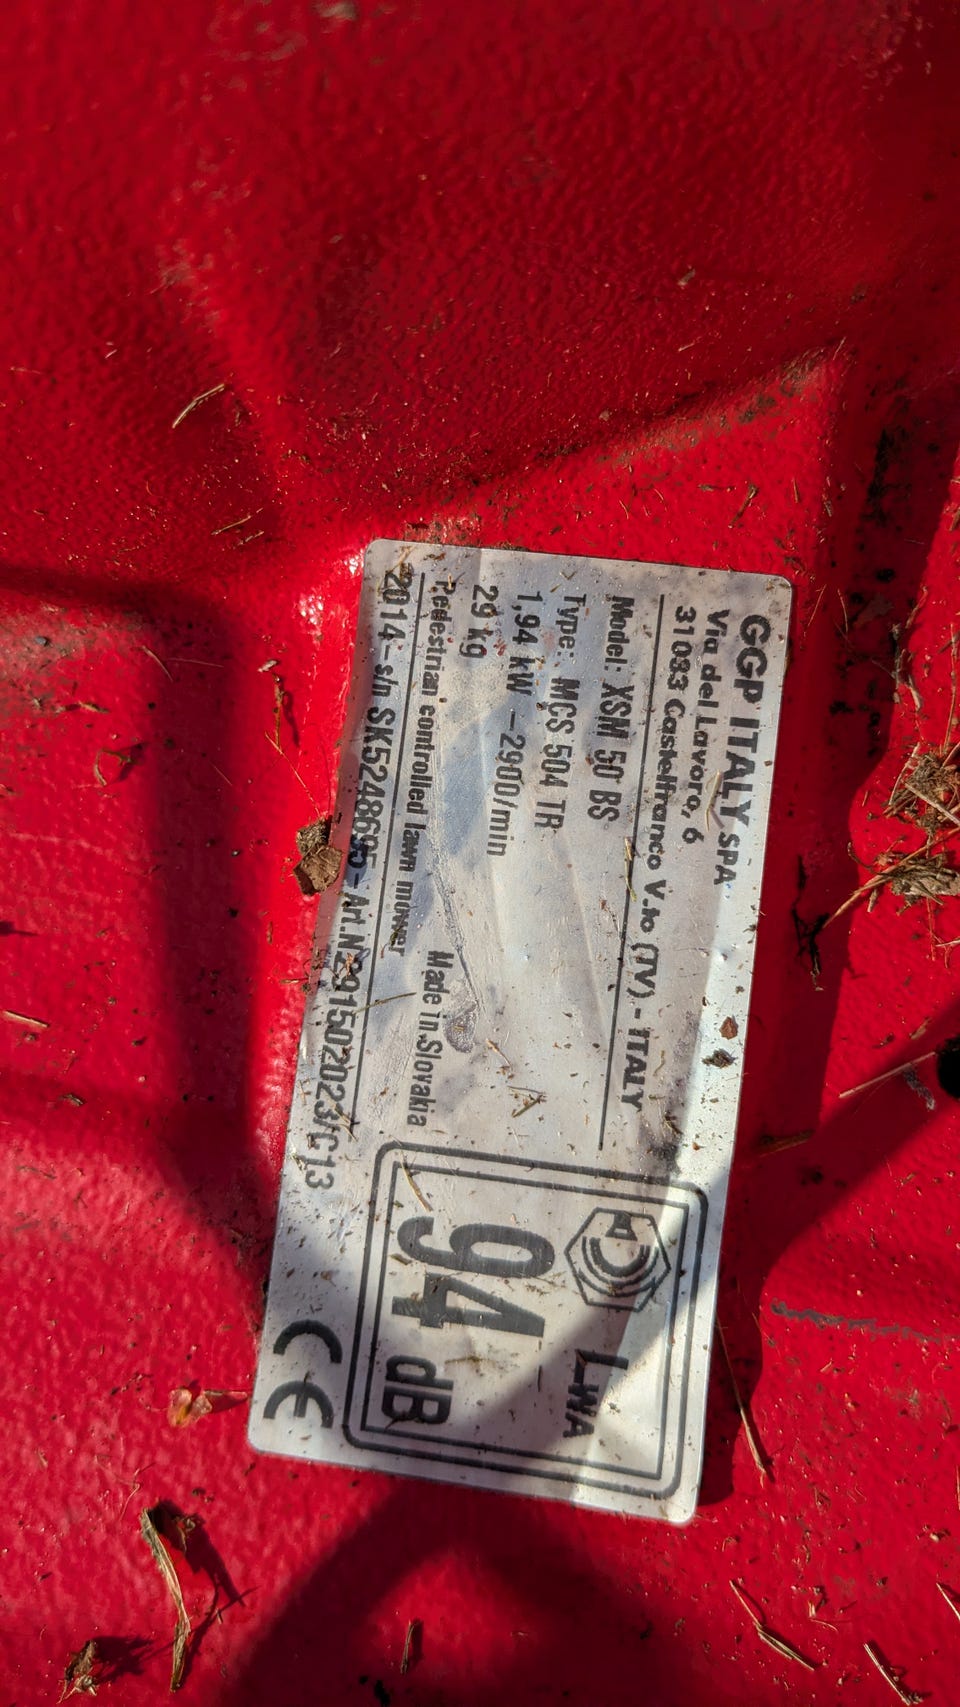 GGP ITALY SPA
Via del Lavoro, 6
31033 Castelfranco V.to (TV) - ITALY
Model: XSM 50 BS
Type: MCS 504 TR
1,94 kW - 2900/min
29 kg
Pedestrian controlled lawn mower
Made in Slovakia
2014 - s/n SK5248695 - Art.N 291502023/C13
LWA
94 dB
CE